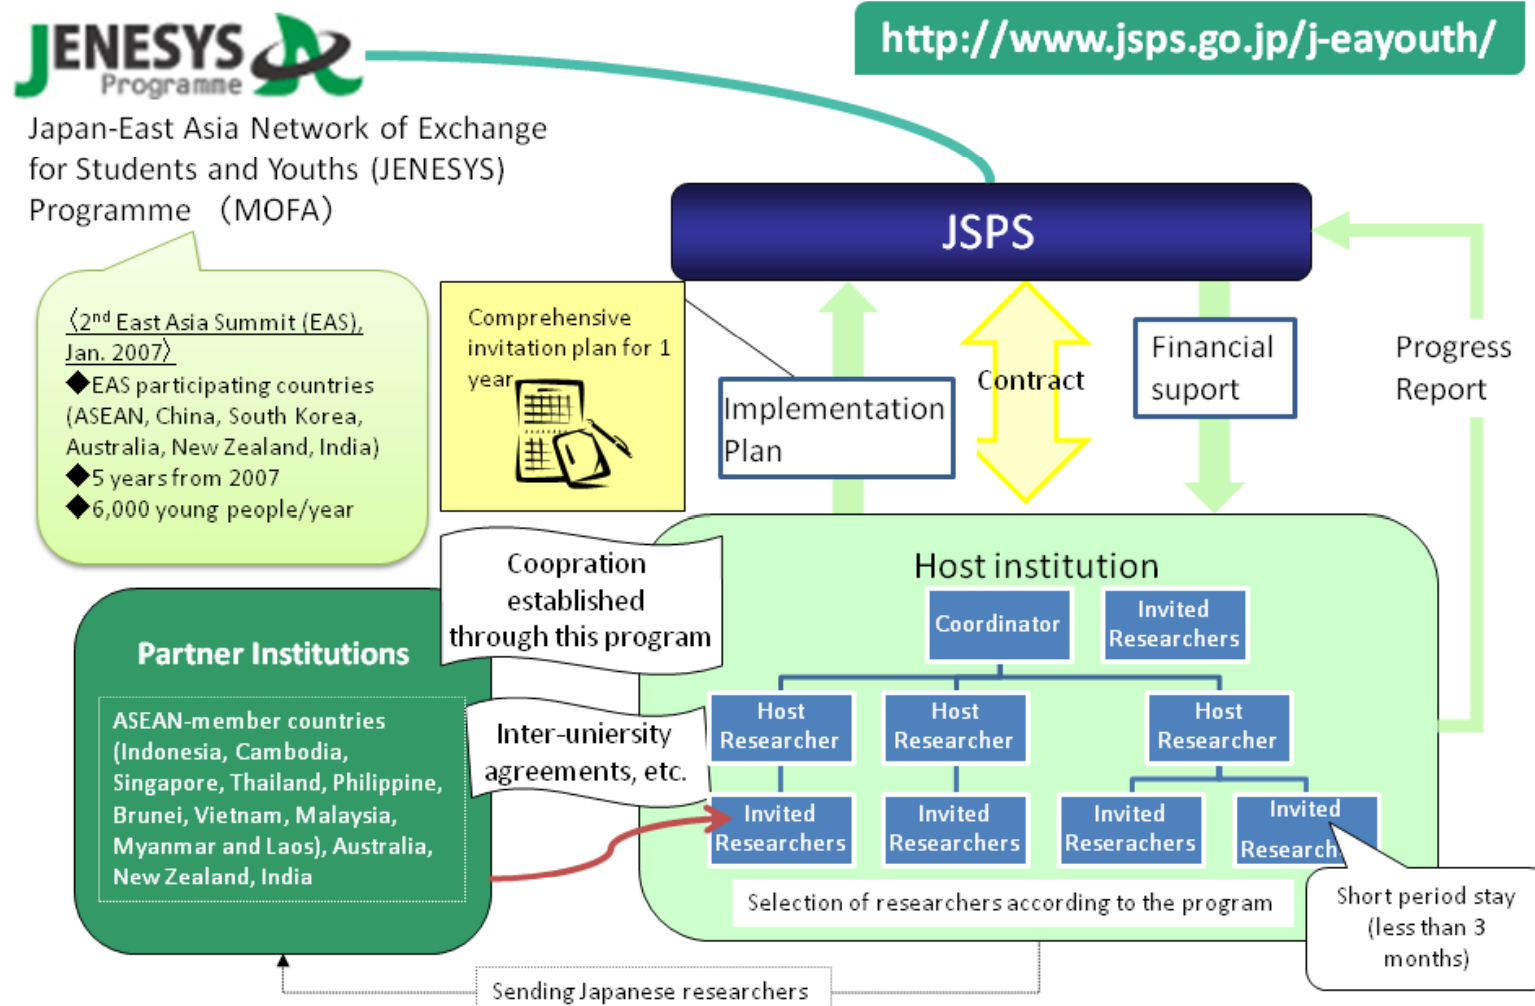 JENESYS
Programme
http://www.jsps.go.jp/j-eayouth/
Japan-East Asia Network of Exchange
for Students and Youths (JENESYS)
Programme （MOFA）
JSPS
〈2nd East Asia Summit (EAS),
Jan. 2007〉
◆EAS participating countries
(ASEAN, China, South Korea,
Australia, New Zealand, India)
◆5 years from 2007
◆6,000 young people/year
Comprehensive
invitation plan for 1
year
Implementation
Plan
Contract
Financial
suport
Progress
Report
Coopration
established
through this program
Inter-uniersity
agreements, etc.
Partner Institutions
ASEAN-member countries
(Indonesia, Cambodia,
Singapore, Thailand, Philippine,
Brunei, Vietnam, Malaysia,
Myanmar and Laos), Australia,
New Zealand, India
Host institution
Coordinator
Invited
Researchers
Host
Researcher
Host
Researcher
Host
Researcher
Invited
Researchers
Invited
Researchers
Invited
Reserachers
Invited
Selection of researchers according to the program
Short period stay
(less than 3
months)
Sending Japanese researchers